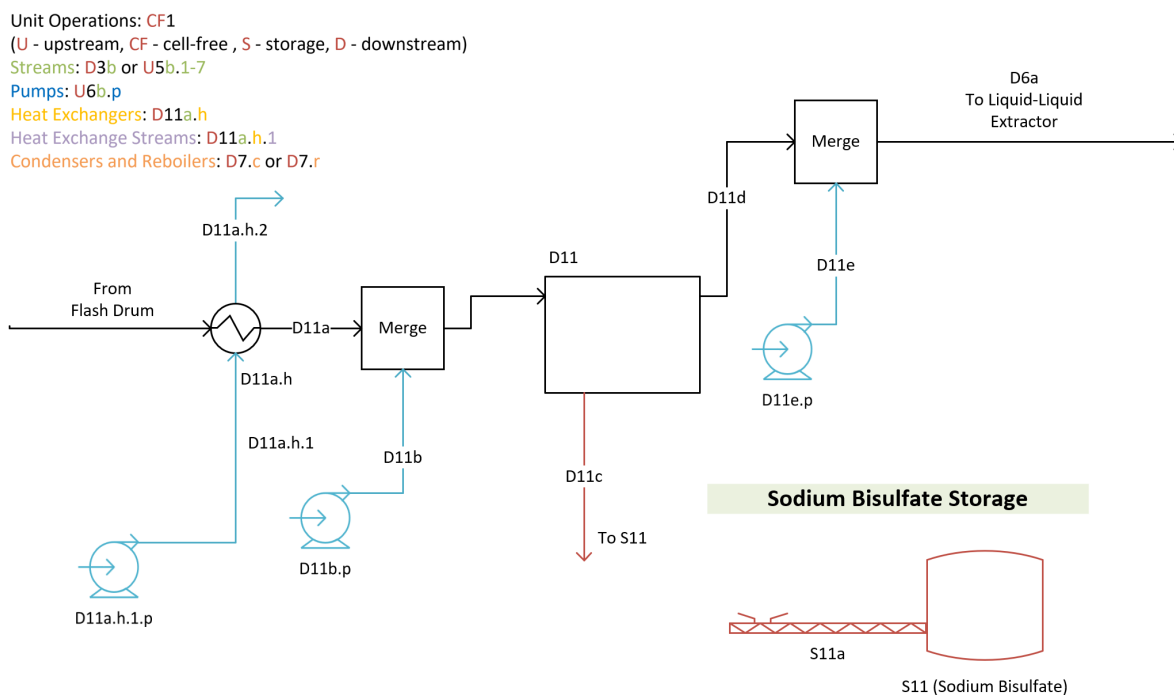 Unit Operations: CF1
(U - upstream, CF - cell-free , S - storage, D - downstream)
Streams: D3b or U5b.1-7
Pumps: U6b.p
Heat Exchangers: D11a.h
Heat Exchange Streams: D11a.h.1
Condensers and Reboilers: D7.c or D7.r
D6a
To Liquid-Liquid
Extractor
Merge
D11d
D11a.h.2
D11
D11e
From
Flash Drum
D11a
Merge
D11a.h
D11e.p
D11a.h.1
D11b
D11c
Sodium Bisulfate Storage
To S11
D11b.p
D11a.h.1.p
S11a
S11 (Sodium Bisulfate)